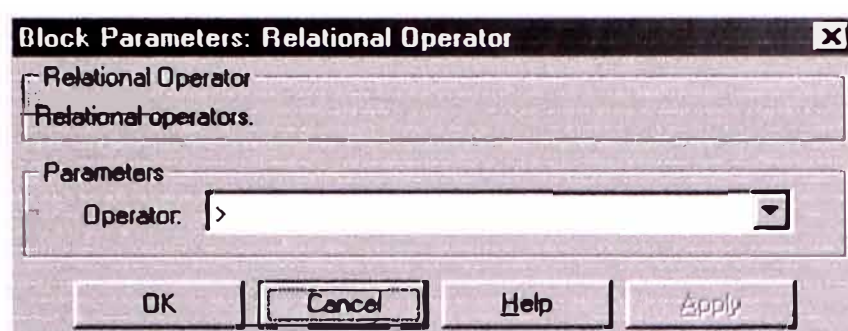 Block Parameters: Relational Operator
Relational Operator
Relational operators.
Parameters
Operator: >
OK Cancel Help Apply